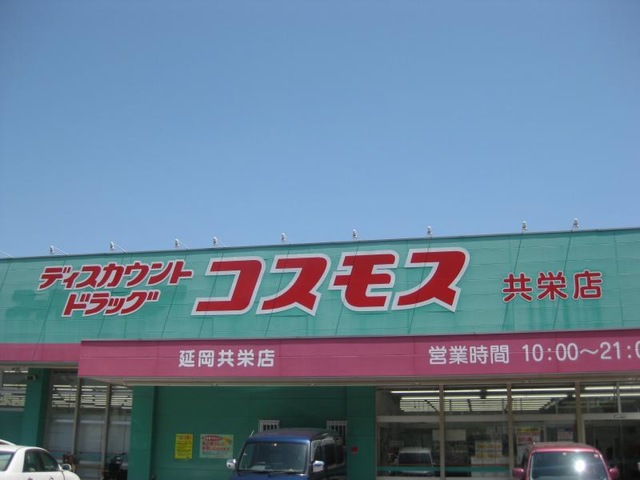 ディスカウント
ドラッグ
コスモス
共栄店
延岡共栄店
営業時間 10:00～21:0